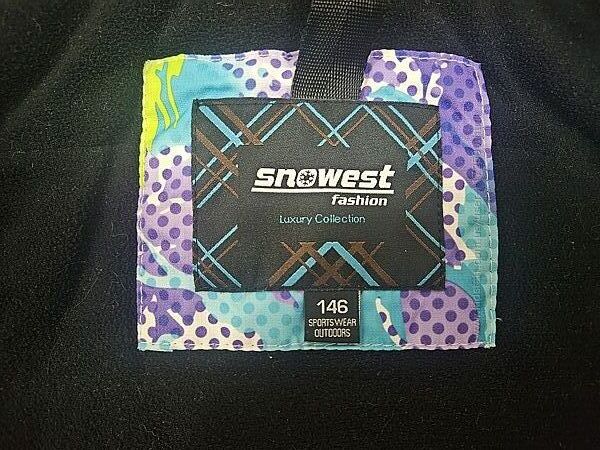 snowest
fashion
Luxury Collection
146
SPORTSWEAR
OUTDOORS